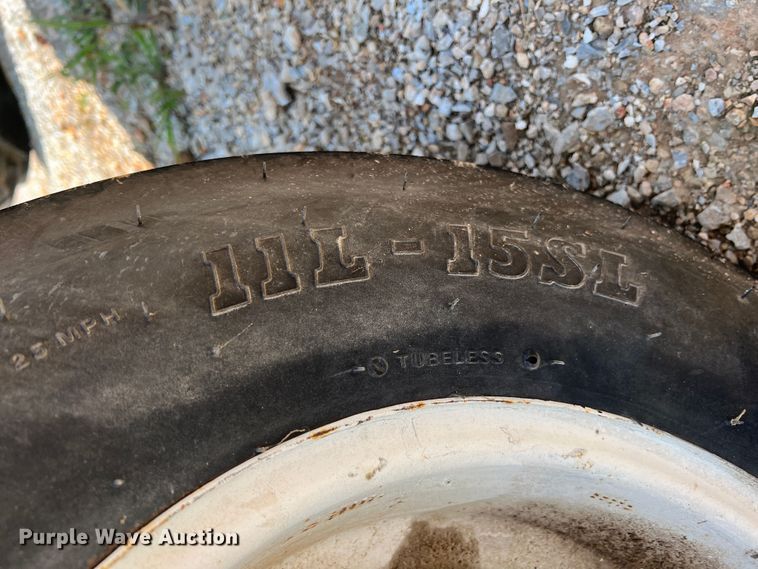 11L-15SL
25 MPH
TUBELESS
Purple Wave Auction